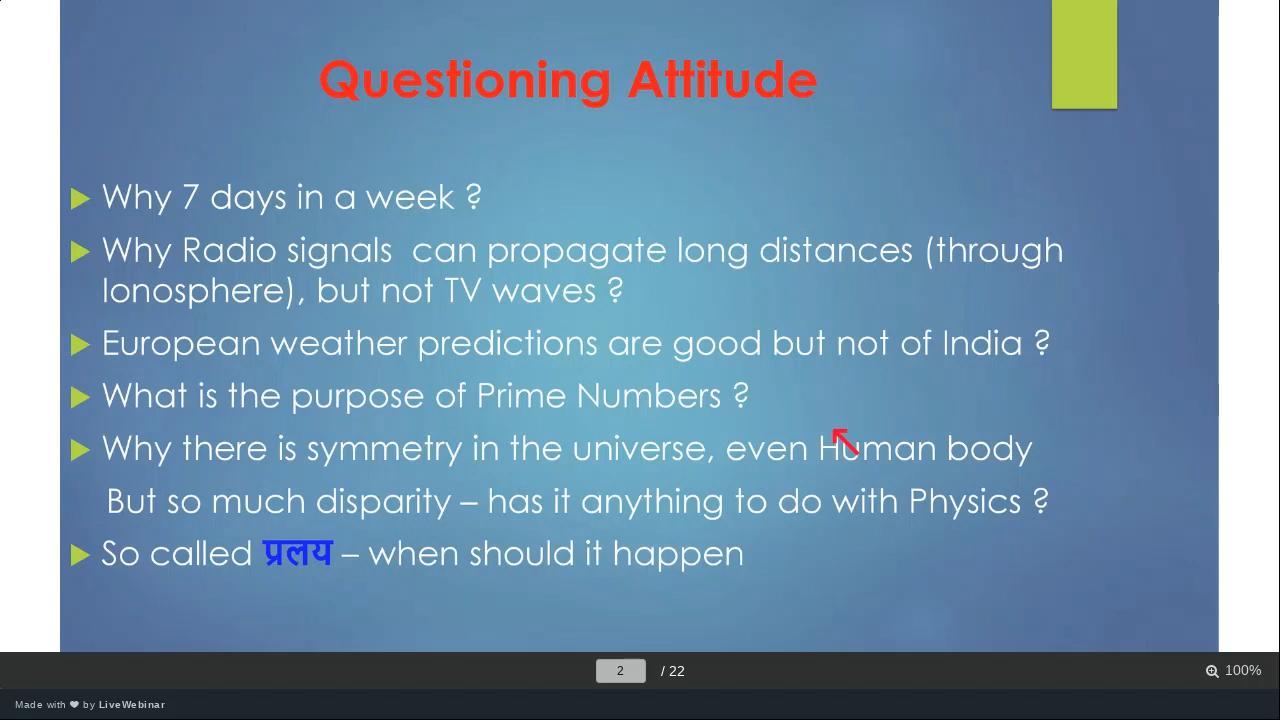 Questioning Attitude
Why 7 days in a week ?
Why Radio signals can propagate long distances (through
Ionosphere), but not TV waves ?
European weather predictions are good but not of India ?
What is the purpose of Prime Numbers ?
Why there is symmetry in the universe, even Human body
But so much disparity – has it anything to do with Physics ?
So called प्रलय – when should it happen
2 / 22
100%
Made with ❤ by LiveWebinar